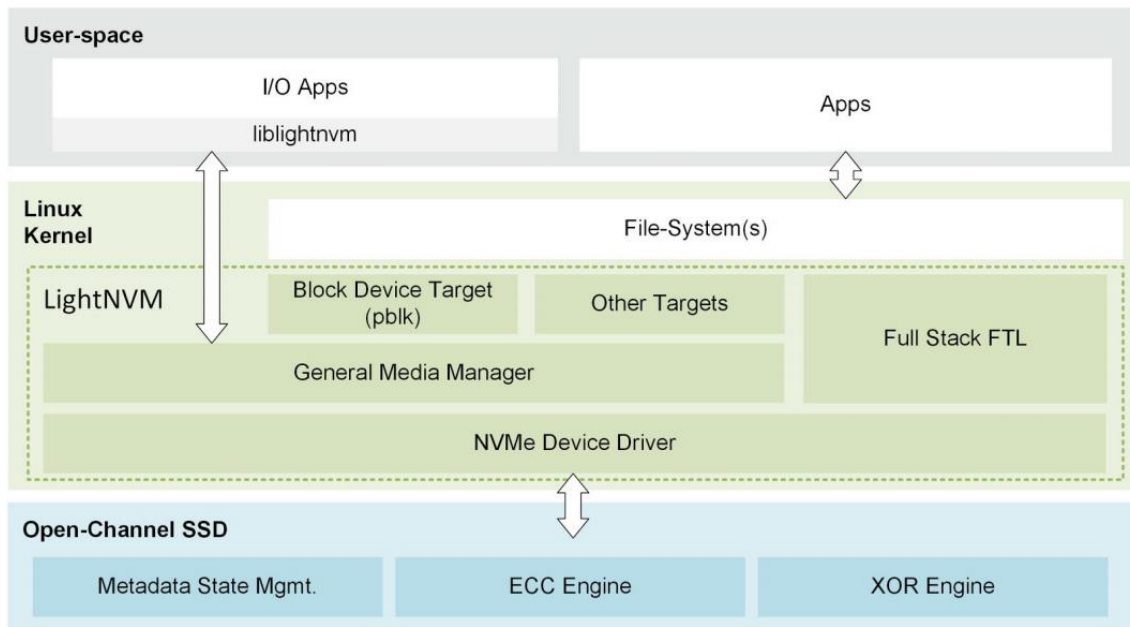 User-space
I/O Apps
liblightnvm
Apps
Linux
Kernel
File-System(s)
LightNVM
Block Device Target
(pblk)
Other Targets
Full Stack FTL
General Media Manager
NVMe Device Driver
Open-Channel SSD
Metadata State Mgmt.
ECC Engine
XOR Engine